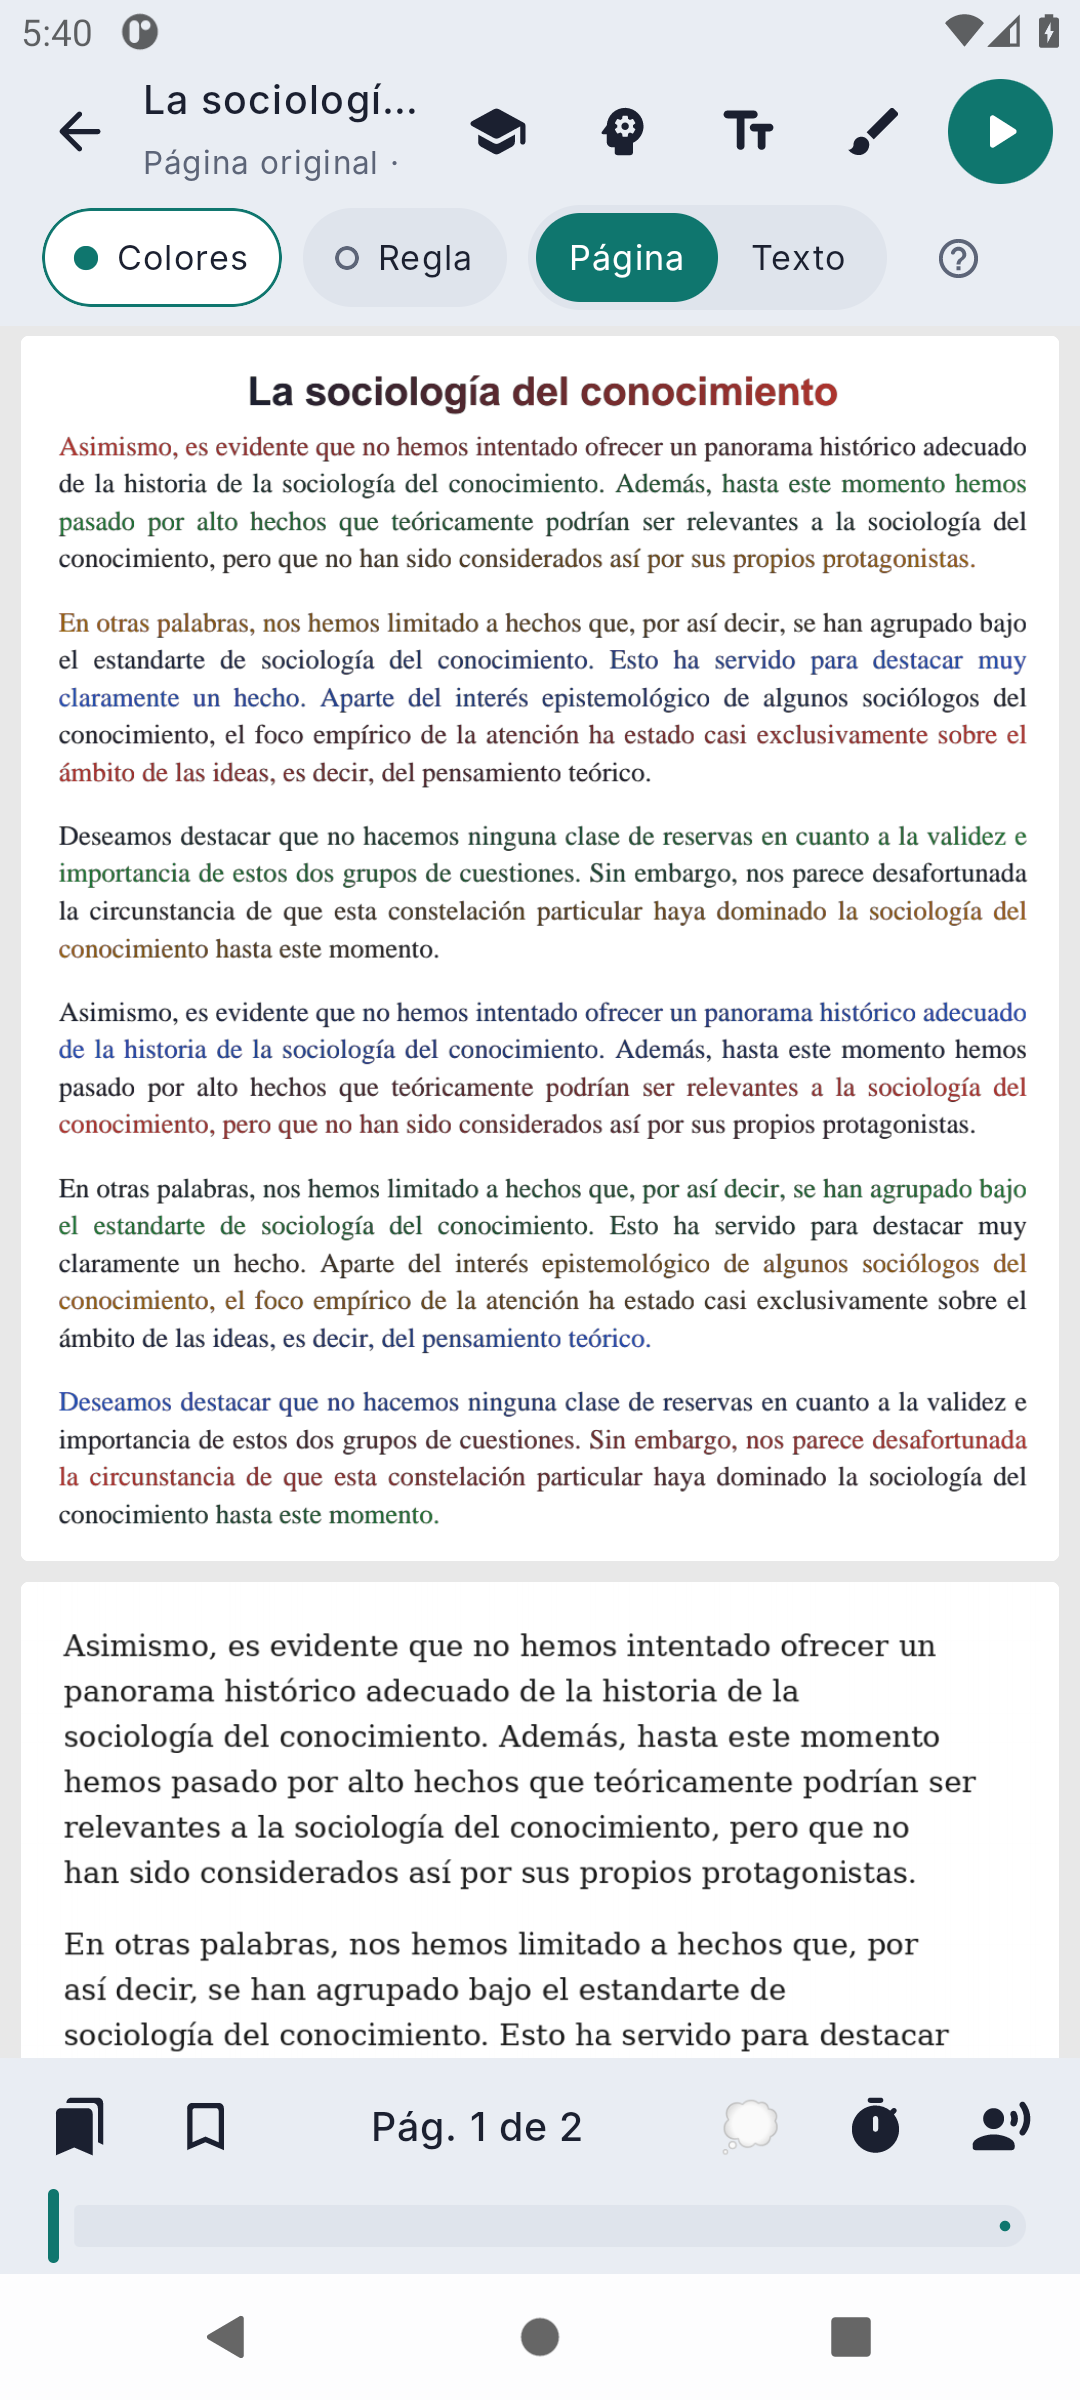 5:40
La sociologí...
Página original ·
Colores
Regla
Página
Texto
La sociología del conocimiento
Asimismo, es evidente que no hemos intentado ofrecer un panorama histórico adecuado
de la historia de la sociología del conocimiento. Además, hasta este momento hemos
pasado por alto hechos que teóricamente podrían ser relevantes a la sociología del
conocimiento, pero que no han sido considerados así por sus propios protagonistas.
En otras palabras, nos hemos limitado a hechos que, por así decir, se han agrupado bajo
el estandarte de sociología del conocimiento. Esto ha servido para destacar muy
claramente un hecho. Aparte del interés epistemológico de algunos sociólogos del
conocimiento, el foco empírico de la atención ha estado casi exclusivamente sobre el
ámbito de las ideas, es decir, del pensamiento teórico.
Deseamos destacar que no hacemos ninguna clase de reservas en cuanto a la validez e
importancia de estos dos grupos de cuestiones. Sin embargo, nos parece desafortunada
la circunstancia de que esta constelación particular haya dominado la sociología del
conocimiento hasta este momento.
Asimismo, es evidente que no hemos intentado ofrecer un panorama histórico adecuado
de la historia de la sociología del conocimiento. Además, hasta este momento hemos
pasado por alto hechos que teóricamente podrían ser relevantes a la sociología del
conocimiento, pero que no han sido considerados así por sus propios protagonistas.
En otras palabras, nos hemos limitado a hechos que, por así decir, se han agrupado bajo
el estandarte de sociología del conocimiento. Esto ha servido para destacar muy
claramente un hecho. Aparte del interés epistemológico de algunos sociólogos del
conocimiento, el foco empírico de la atención ha estado casi exclusivamente sobre el
ámbito de las ideas, es decir, del pensamiento teórico.
Deseamos destacar que no hacemos ninguna clase de reservas en cuanto a la validez e
importancia de estos dos grupos de cuestiones. Sin embargo, nos parece desafortunada
la circunstancia de que esta constelación particular haya dominado la sociología del
conocimiento hasta este momento.
Asimismo, es evidente que no hemos intentado ofrecer un
panorama histórico adecuado de la historia de la
sociología del conocimiento. Además, hasta este momento
hemos pasado por alto hechos que teóricamente podrían ser
relevantes a la sociología del conocimiento, pero que no
han sido considerados así por sus propios protagonistas.
En otras palabras, nos hemos limitado a hechos que, por
así decir, se han agrupado bajo el estandarte de
sociología del conocimiento. Esto ha servido para destacar
Pág. 1 de 2